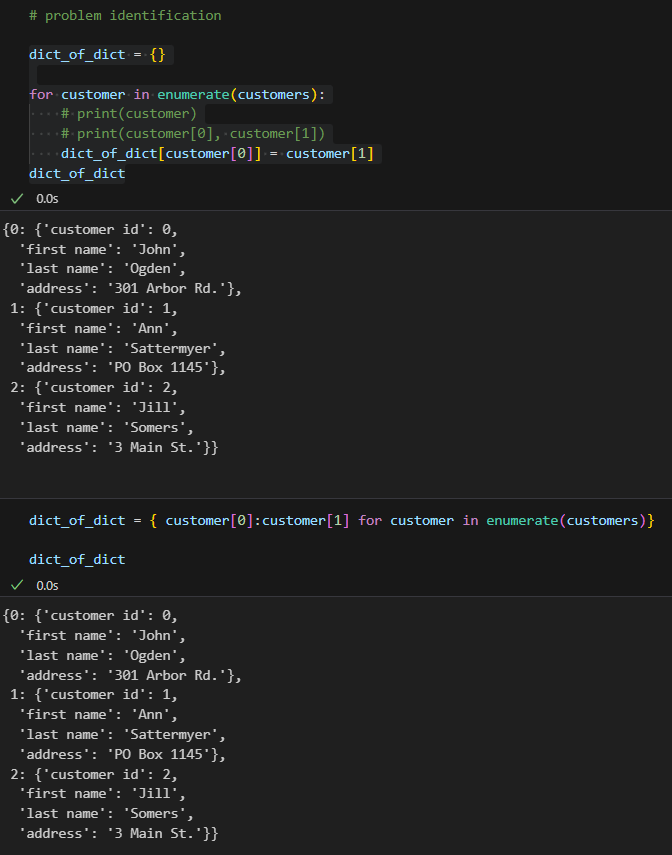 # problem identification
dict_of_dict = {}
for customer in enumerate(customers):
    # print(customer)
    # print(customer[0], customer[1])
    dict_of_dict[customer[0]] = customer[1]
dict_of_dict
0.0s
{0: {'customer id': 0,
  'first name': 'John',
  'last name': 'Ogden',
  'address': '301 Arbor Rd.'},
 1: {'customer id': 1,
  'first name': 'Ann',
  'last name': 'Sattermyer',
  'address': 'PO Box 1145'},
 2: {'customer id': 2,
  'first name': 'Jill',
  'last name': 'Somers',
  'address': '3 Main St.'}}
dict_of_dict = { customer[0]:customer[1] for customer in enumerate(customers)}
dict_of_dict
0.0s
{0: {'customer id': 0,
  'first name': 'John',
  'last name': 'Ogden',
  'address': '301 Arbor Rd.'},
 1: {'customer id': 1,
  'first name': 'Ann',
  'last name': 'Sattermyer',
  'address': 'PO Box 1145'},
 2: {'customer id': 2,
  'first name': 'Jill',
  'last name': 'Somers',
  'address': '3 Main St.'}}